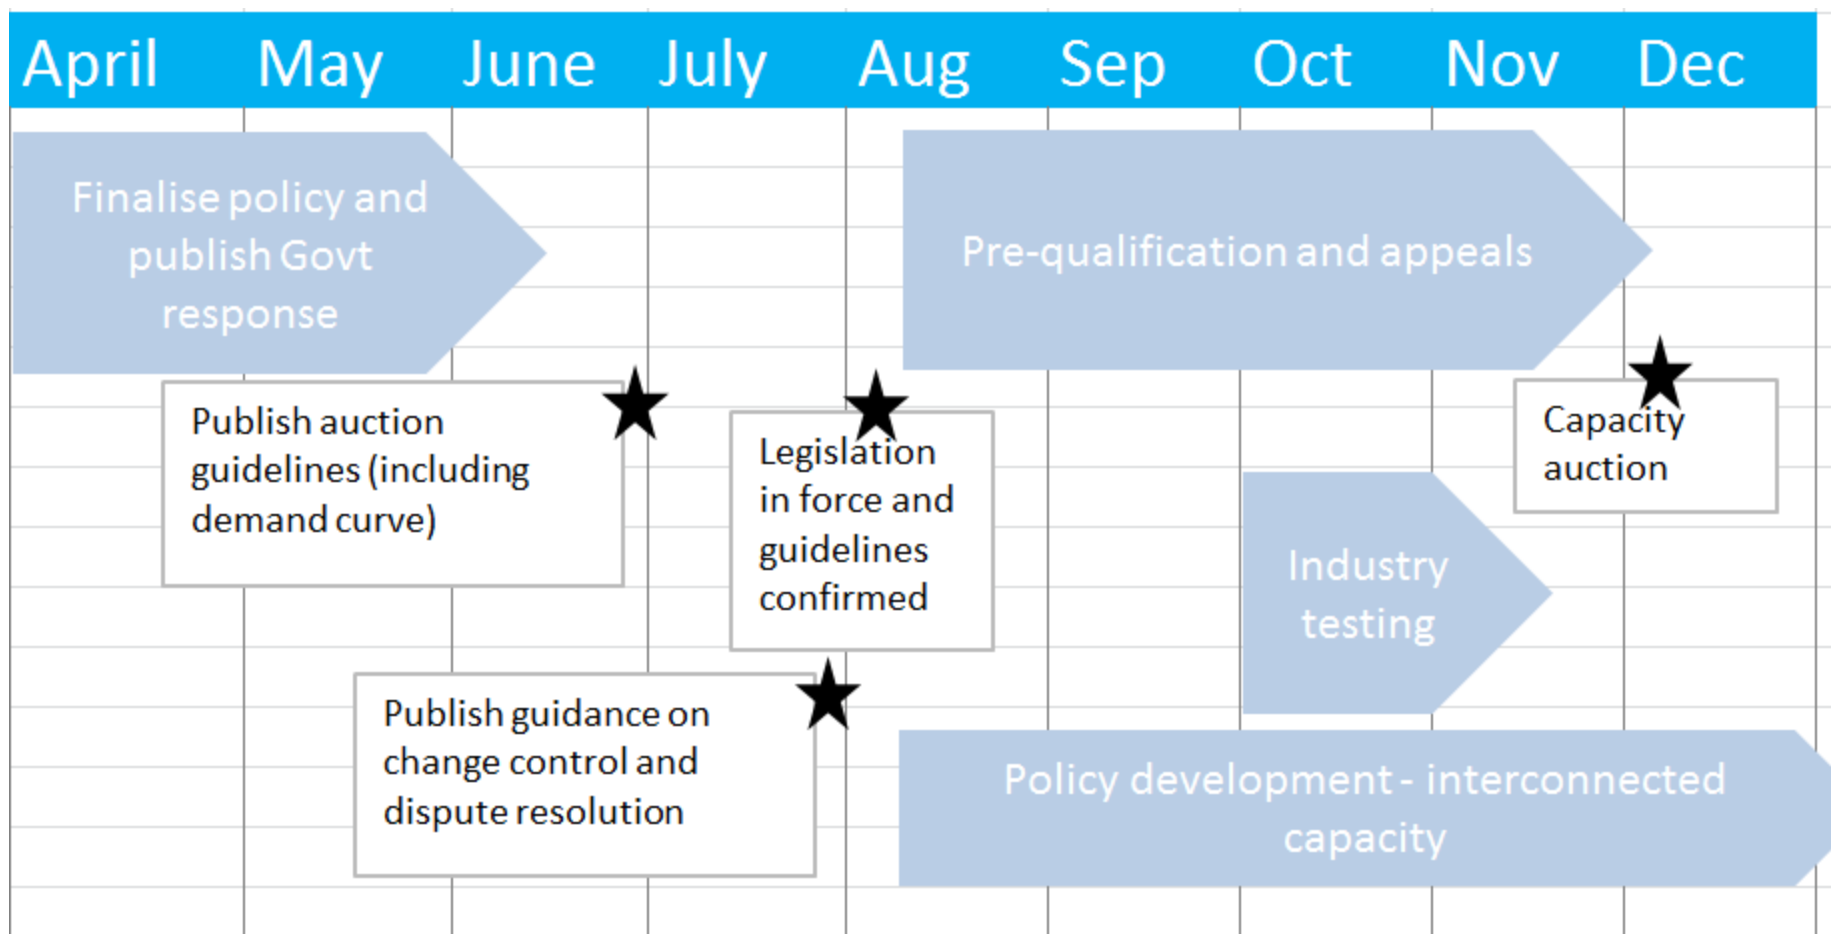 April May June July Aug Sep Oct Nov Dec
Finalise policy and
publish Govt
response
Pre-qualification and appeals
Publish auction
guidelines (including
demand curve)
Legislation
in force and
guidelines
confirmed
Capacity
auction
Industry
testing
Publish guidance on
change control and
dispute resolution
Policy development - interconnected
capacity